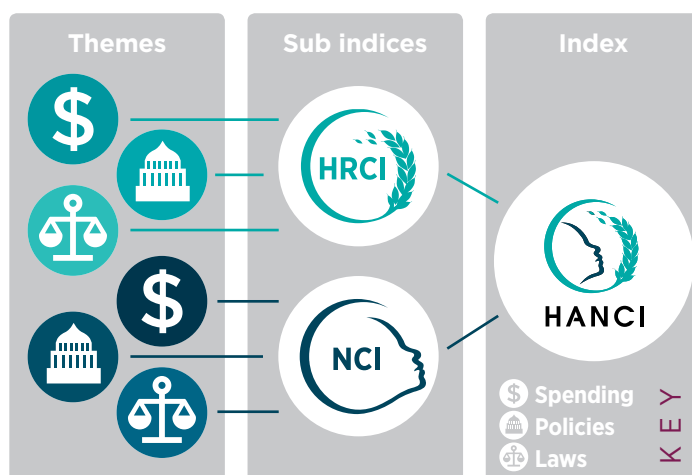 Themes
Sub indices
Index
$
HRCI
HANCI
$
NCI
$ Spending
Policies
Laws
KEY